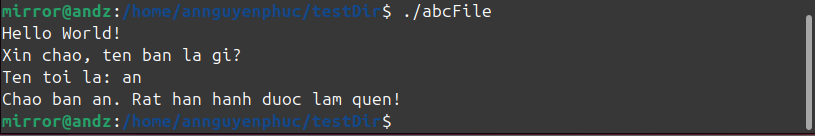 mirror@andz:/home/annguyenphuc/testDir$ ./abcFile
Hello World!
Xin chao, ten ban la gi?
Ten toi la: an
Chao ban an. Rat han hanh duoc lam quen!
mirror@andz:/home/annguyenphuc/testDir$